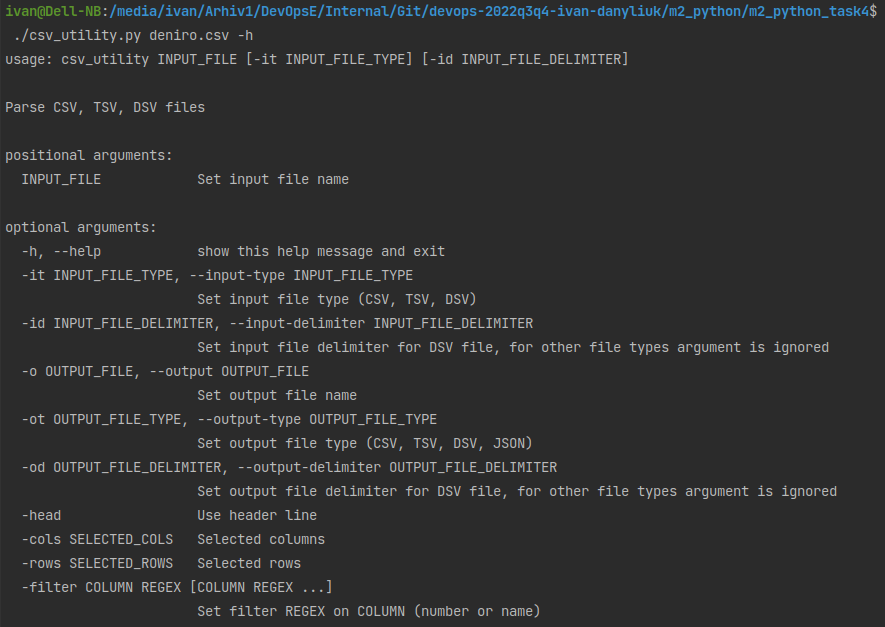 ivan@Dell-NB:/media/ivan/Arhiv1/DevOpsE/Internal/Git/devops-2022q3q4-ivan-danyliuk/m2_python/m2_python_task4$
./csv_utility.py deniro.csv -h
usage: csv_utility INPUT_FILE [-it INPUT_FILE_TYPE] [-id INPUT_FILE_DELIMITER]
Parse CSV, TSV, DSV files
positional arguments:
INPUT_FILE            Set input file name
optional arguments:
-h, --help            show this help message and exit
-it INPUT_FILE_TYPE, --input-type INPUT_FILE_TYPE
Set input file type (CSV, TSV, DSV)
-id INPUT_FILE_DELIMITER, --input-delimiter INPUT_FILE_DELIMITER
Set input file delimiter for DSV file, for other file types argument is ignored
-o OUTPUT_FILE, --output OUTPUT_FILE
Set output file name
-ot OUTPUT_FILE_TYPE, --output-type OUTPUT_FILE_TYPE
Set output file type (CSV, TSV, DSV, JSON)
-od OUTPUT_FILE_DELIMITER, --output-delimiter OUTPUT_FILE_DELIMITER
Set output file delimiter for DSV file, for other file types argument is ignored
-head                 Use header line
-cols SELECTED_COLS   Selected columns
-rows SELECTED_ROWS   Selected rows
-filter COLUMN REGEX [COLUMN REGEX ...]
Set filter REGEX on COLUMN (number or name)